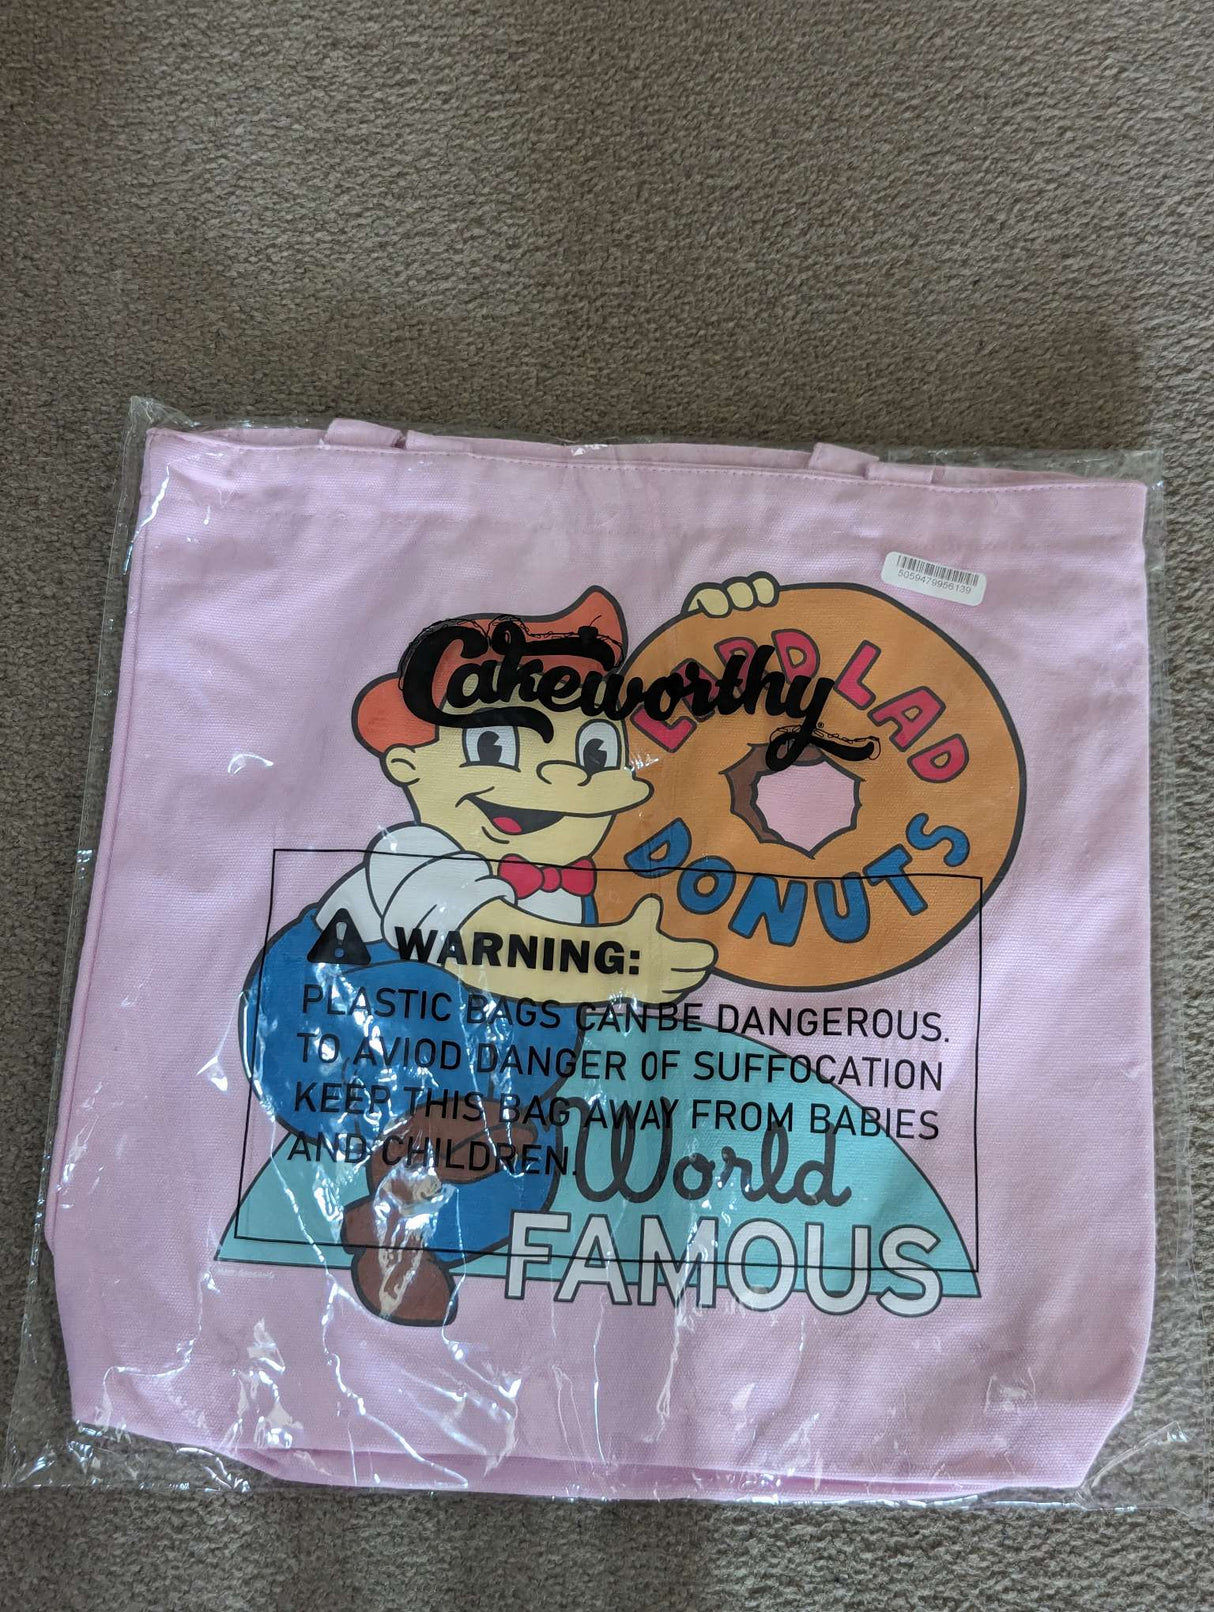 5059479956139
Cakeworthy
LARD LAD
DONUTS
WARNING:
PLASTIC BAGS CAN BE DANGEROUS.
TO AVIOD DANGER OF SUFFOCATION
KEEP THIS BAG AWAY FROM BABIES
AND CHILDREN.
World
FAMOUS